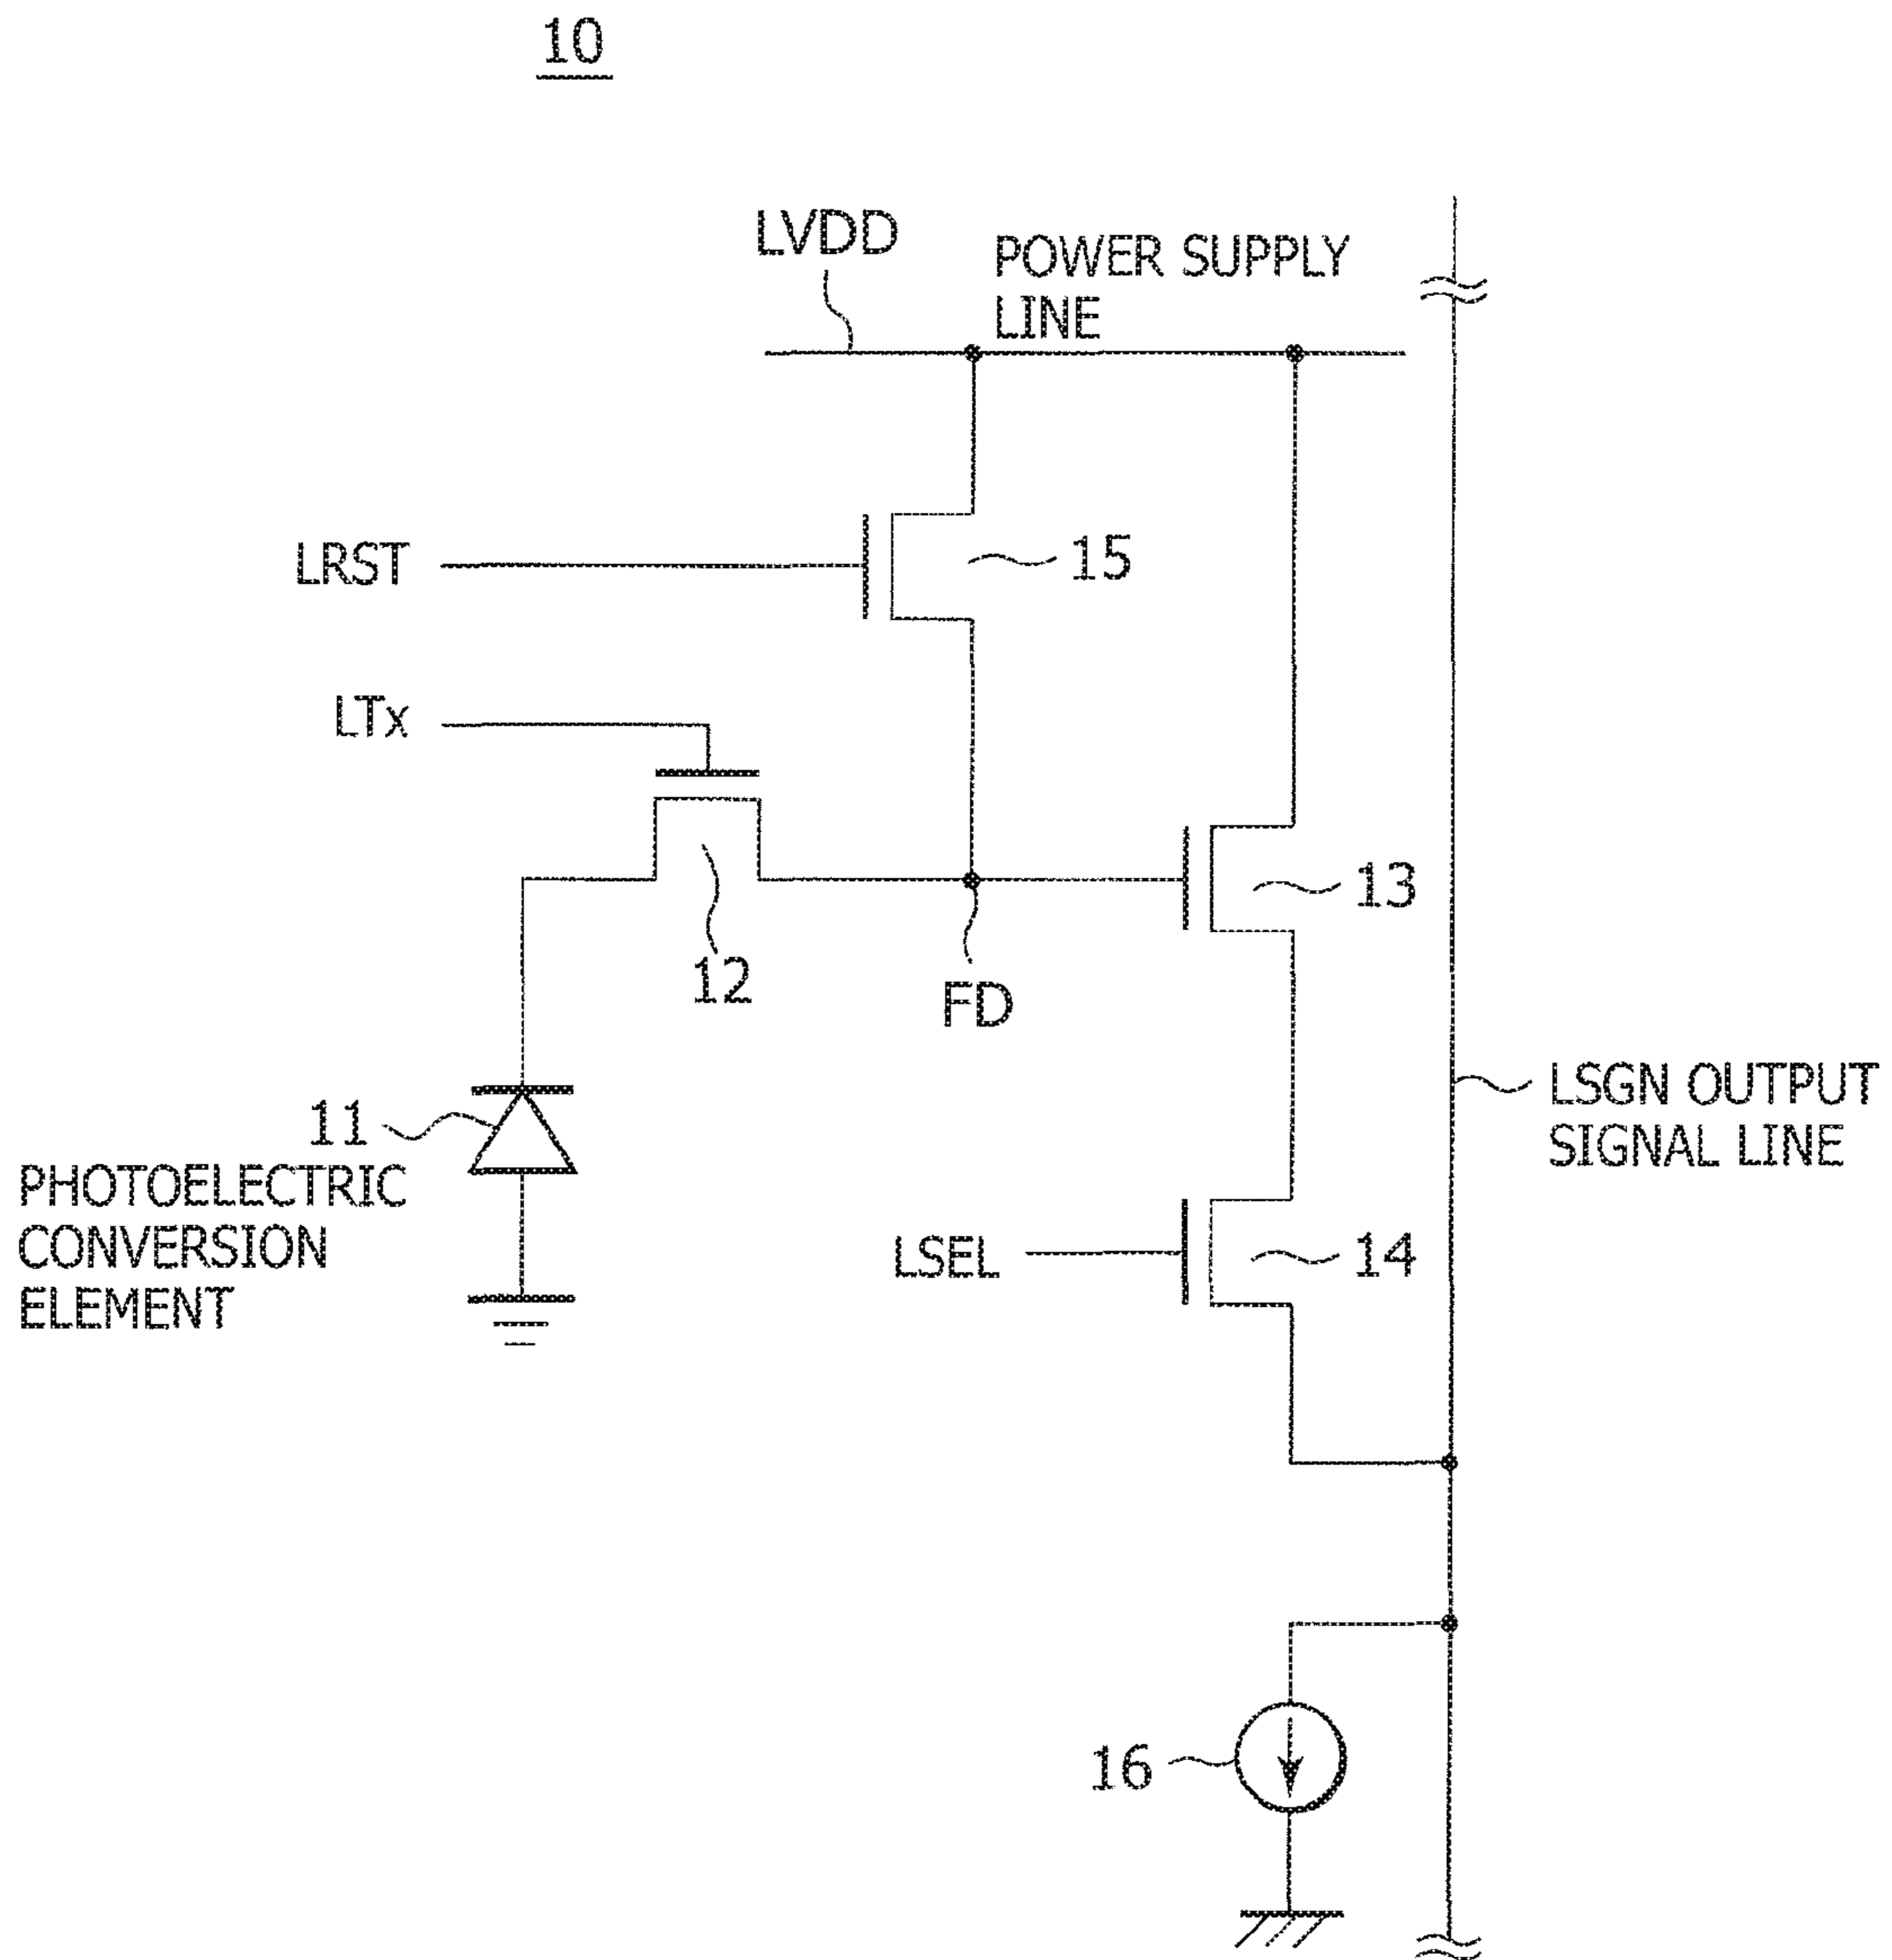 10
LVDD
POWER SUPPLY
LINE
LRST
15
LTx
12
FD
13
11
PHOTOELECTRIC
CONVERSION
ELEMENT
LSEL
14
LSGN OUTPUT
SIGNAL LINE
16